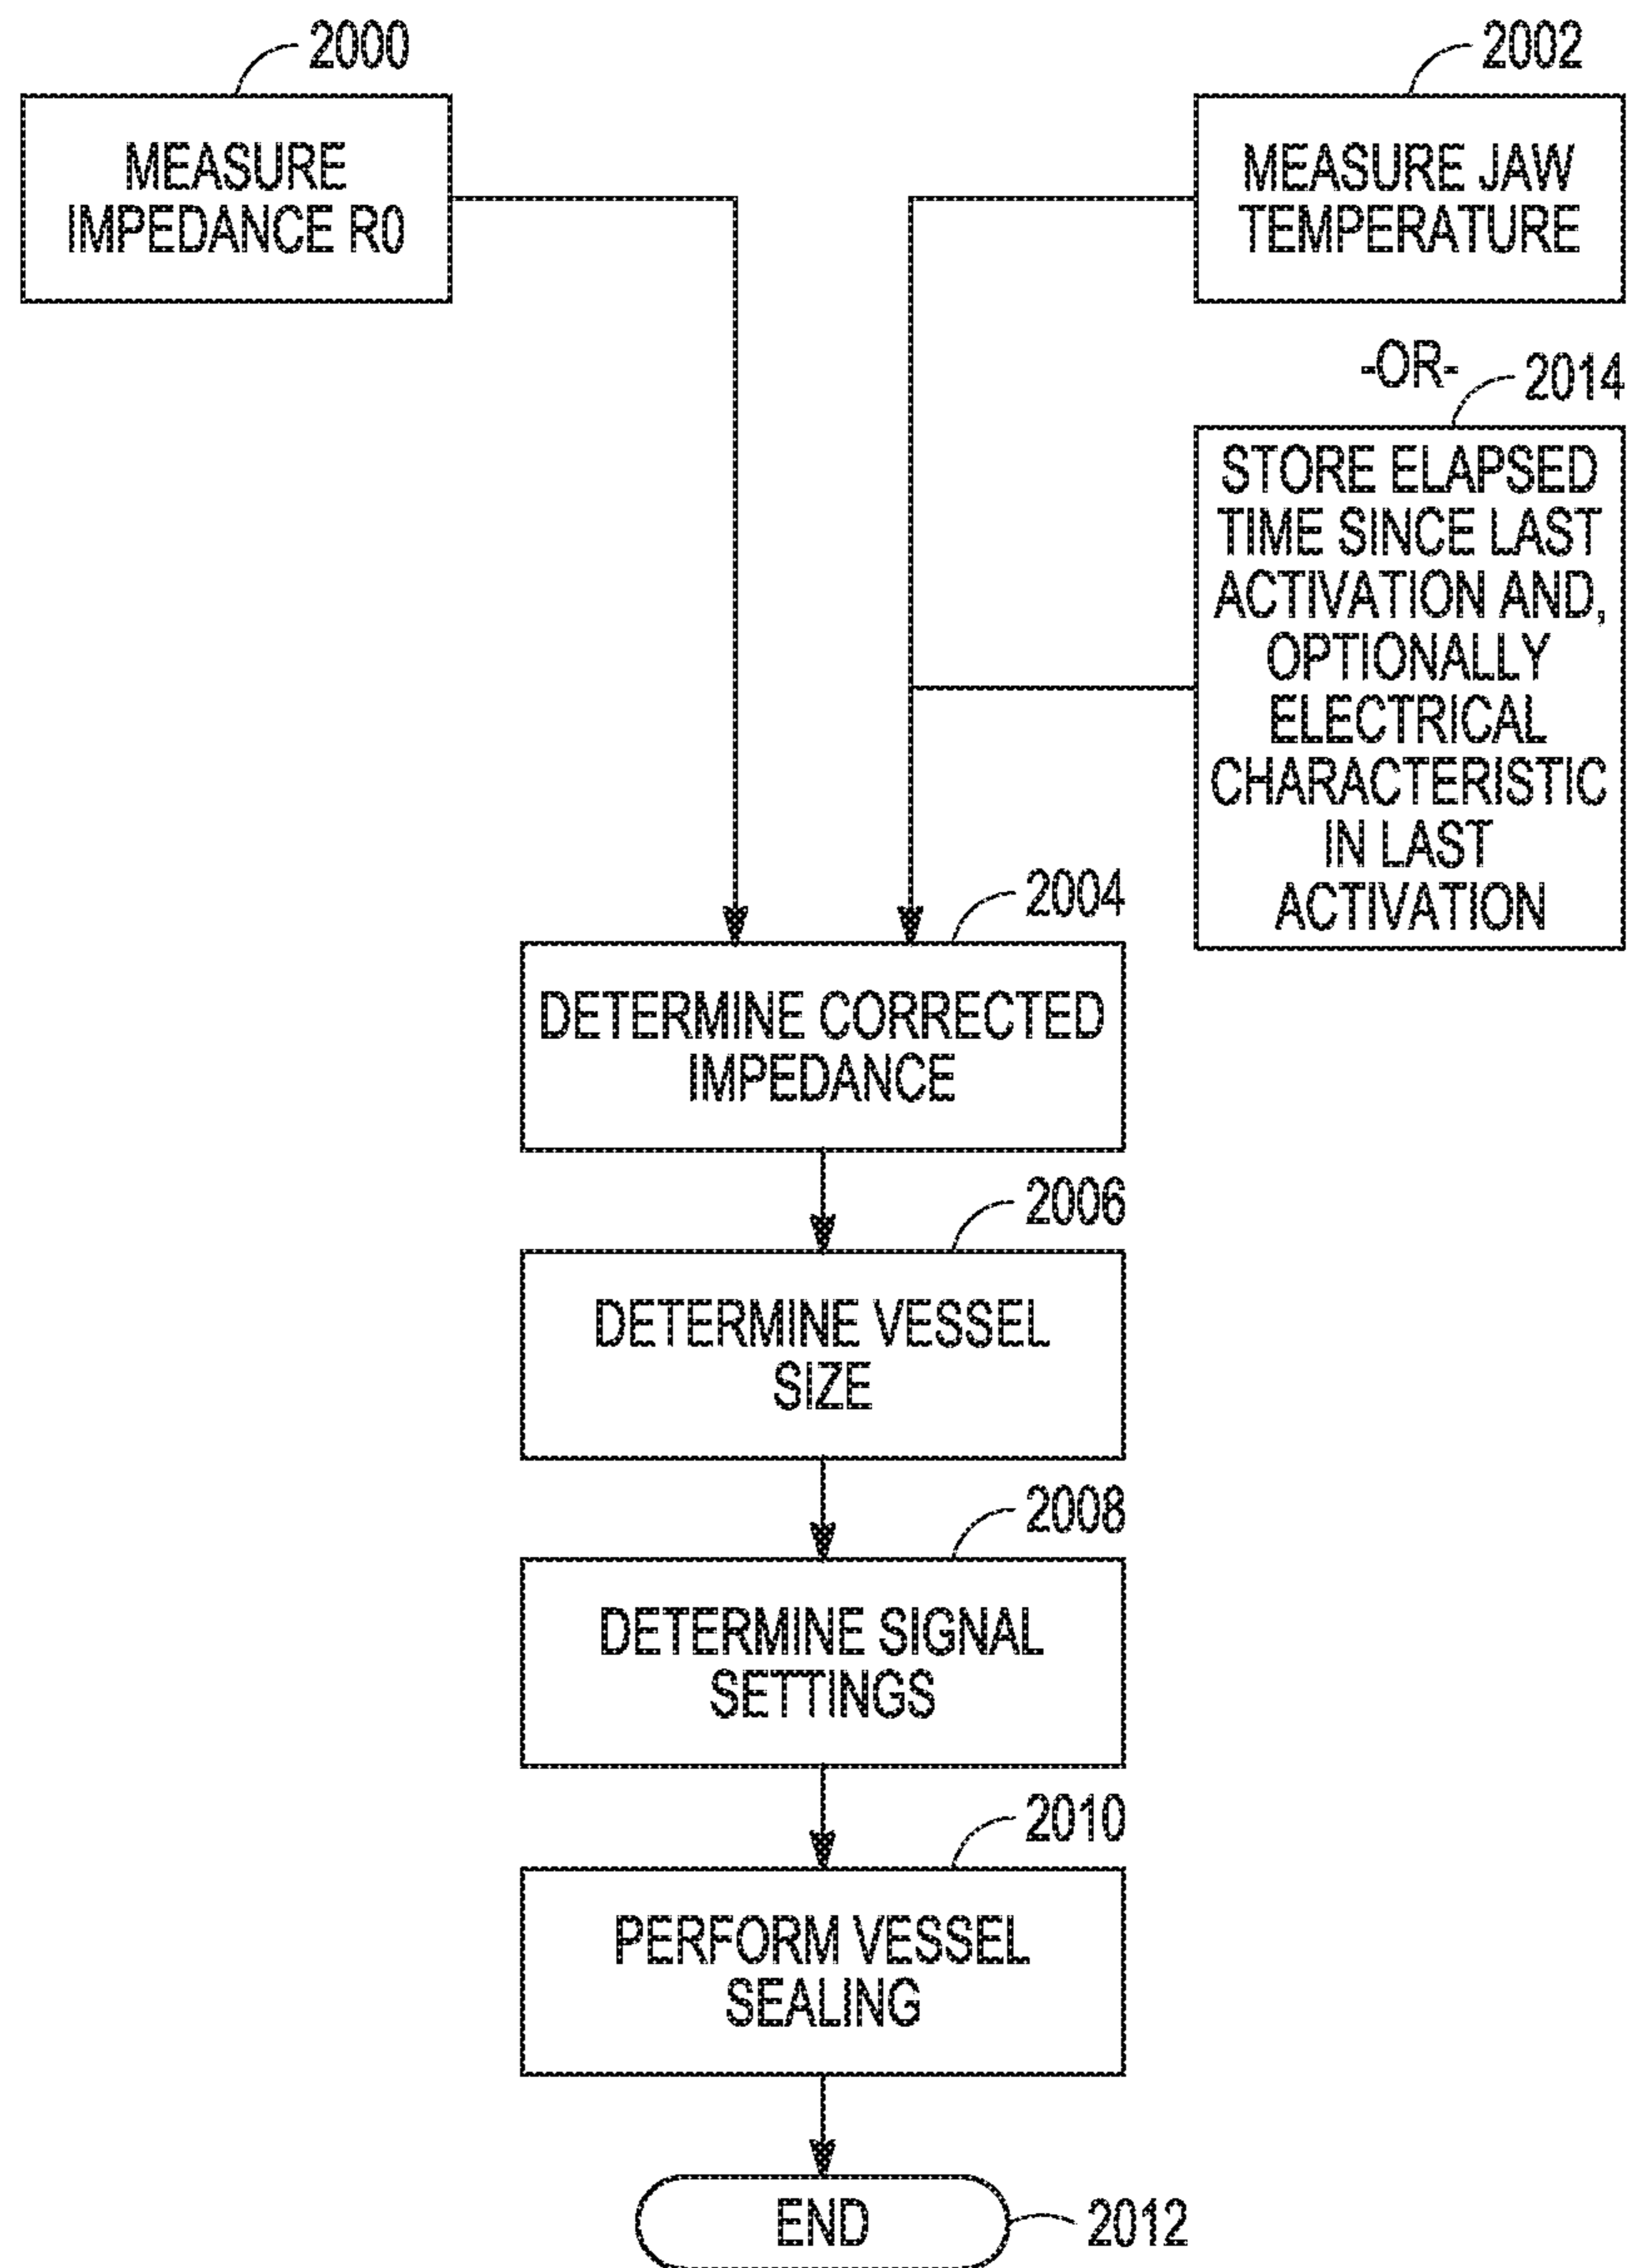 2000
MEASURE
IMPEDANCE R0
2002
MEASURE JAW
TEMPERATURE
-OR-
2014
STORE ELAPSED
TIME SINCE LAST
ACTIVATION AND,
OPTIONALLY
ELECTRICAL
CHARACTERISTIC
IN LAST
ACTIVATION
2004
DETERMINE CORRECTED
IMPEDANCE
2006
DETERMINE VESSEL
SIZE
2008
DETERMINE SIGNAL
SETTINGS
2010
PERFORM VESSEL
SEALING
END
2012